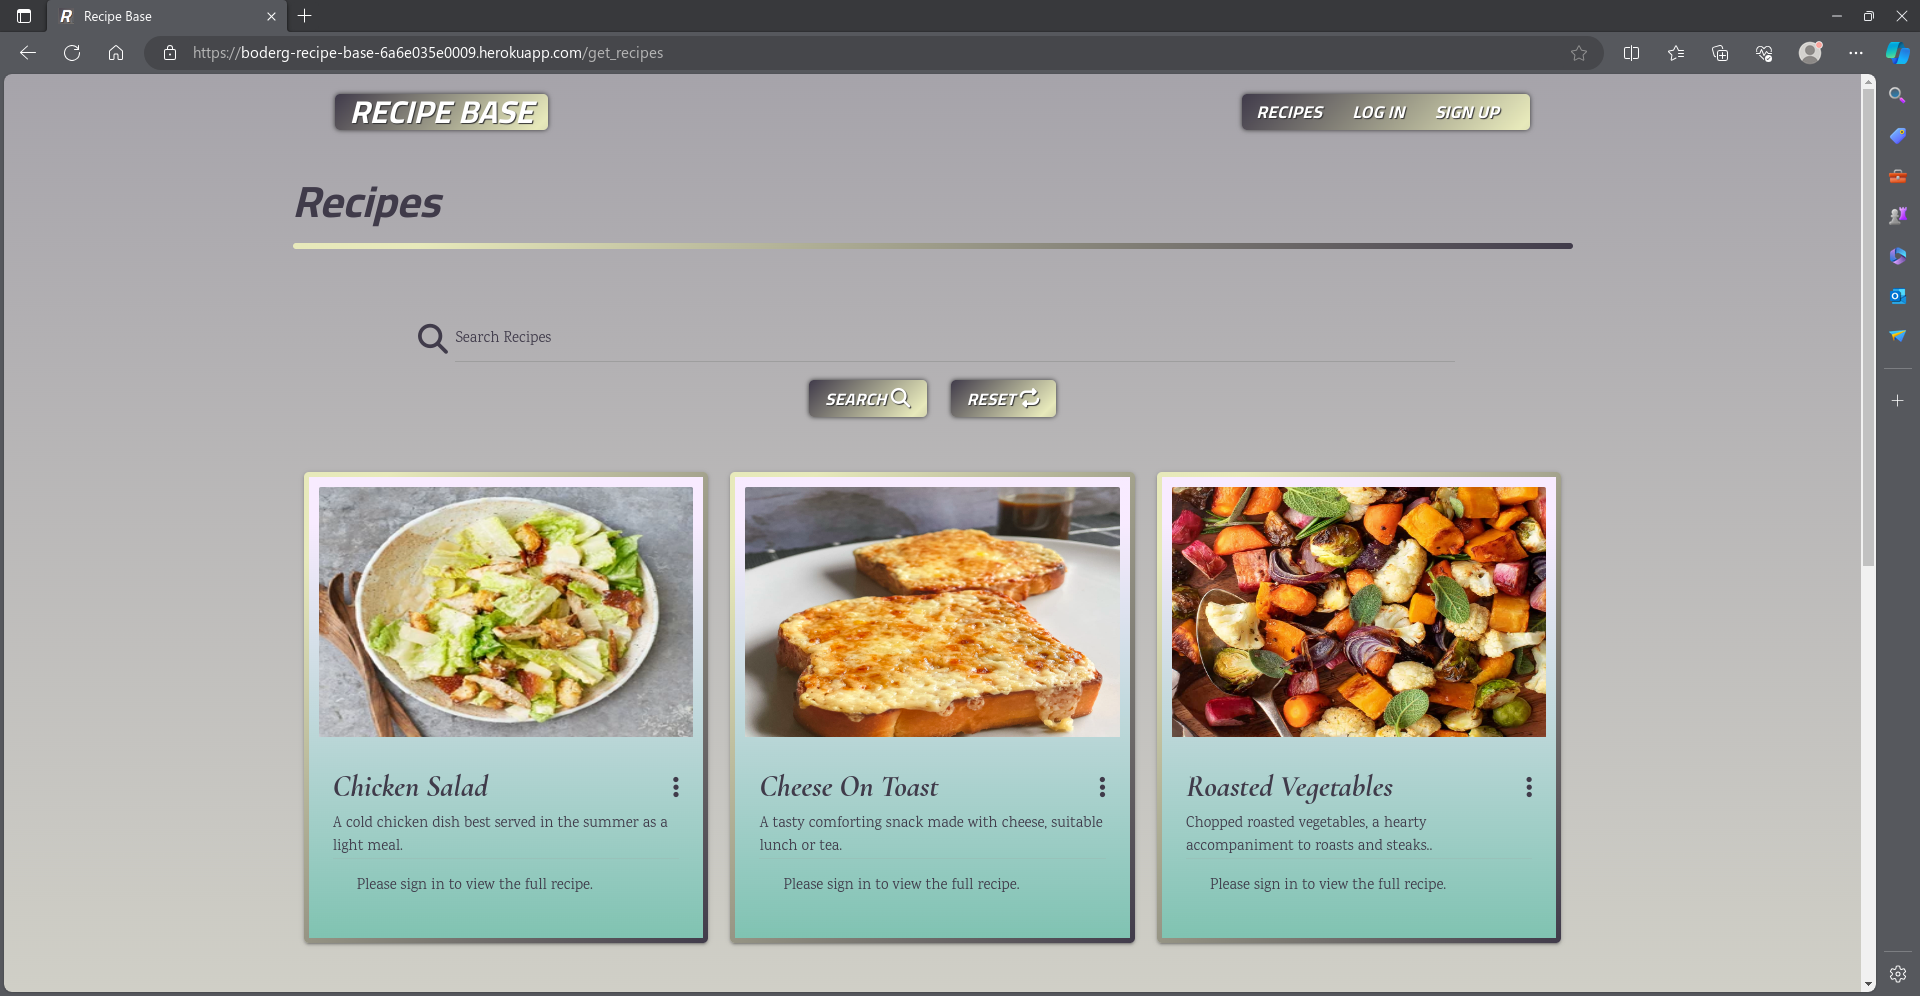 Recipe Base
https://boderg-recipe-base-6a6e035e0009.herokuapp.com/get_recipes
RECIPE BASE
RECIPES LOG IN SIGN UP
Recipes
Search Recipes
SEARCH RESET
Chicken Salad
A cold chicken dish best served in the summer as a
light meal.
Please sign in to view the full recipe.
Cheese On Toast
A tasty comforting snack made with cheese, suitable
lunch or tea.
Please sign in to view the full recipe.
Roasted Vegetables
Chopped roasted vegetables, a hearty
accompaniment to roasts and steaks..
Please sign in to view the full recipe.